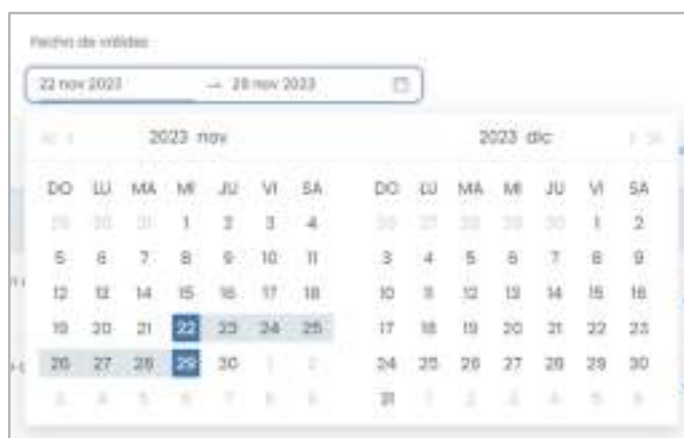 Fecha de validez
22 nov 2023 → 29 nov 2023
2023 nov 2023 dic
DO LU MA MI JU VI SA DO LU MA MI JU VI SA
29 30 31 1 2 3 4 26 27 28 29 30 1 2
5 6 7 8 9 10 11 3 4 5 6 7 8 9
12 13 14 15 16 17 18 10 11 12 13 14 15 16
19 20 21 22 23 24 25 17 18 19 20 21 22 23
26 27 28 29 30 1 2 24 25 26 27 28 29 30
3 4 5 6 7 8 9 31 1 2 3 4 5 6